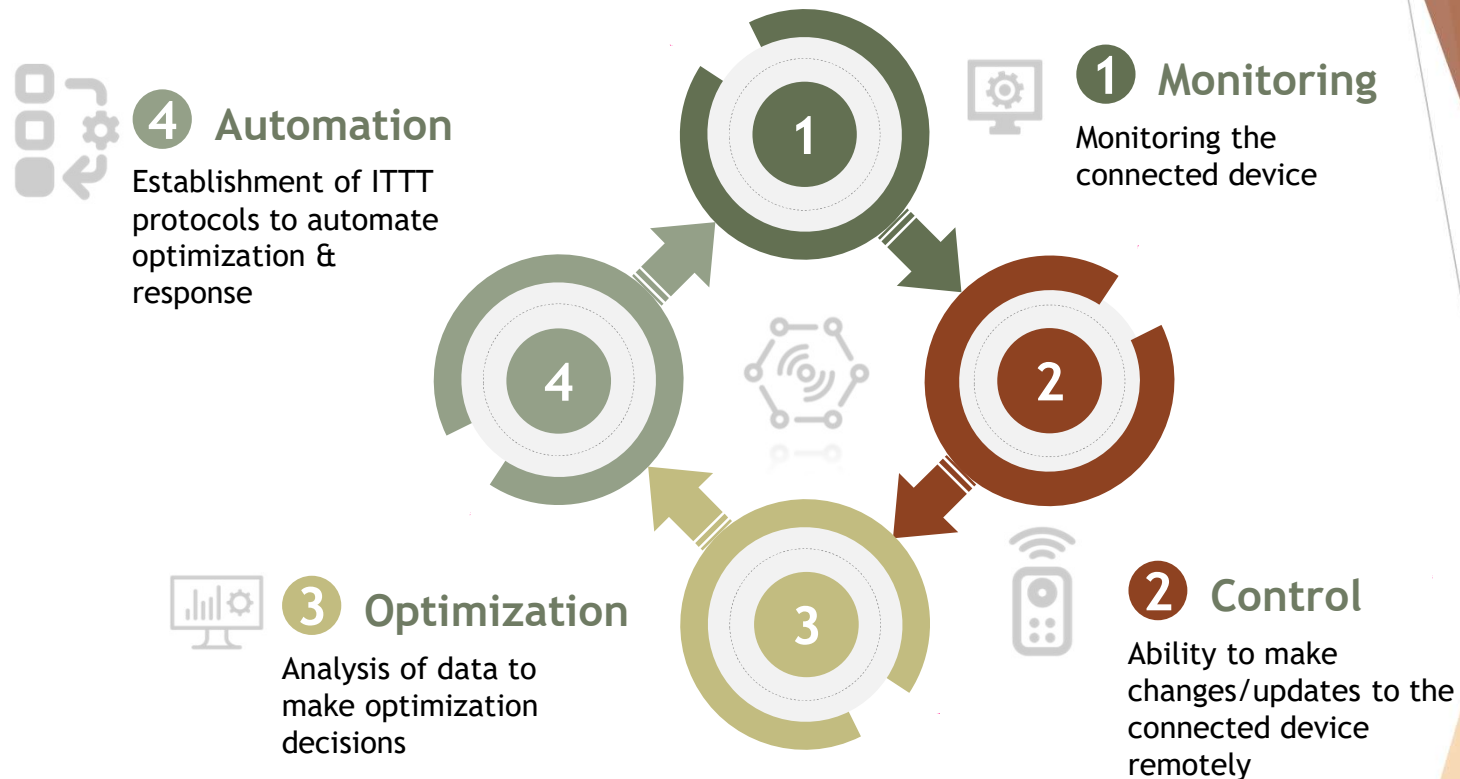 1 Monitoring
Monitoring the
connected device
2 Control
Ability to make
changes/updates to the
connected device
remotely
3 Optimization
Analysis of data to
make optimization
decisions
4 Automation
Establishment of ITTT
protocols to automate
optimization &
response
1
2
3
4